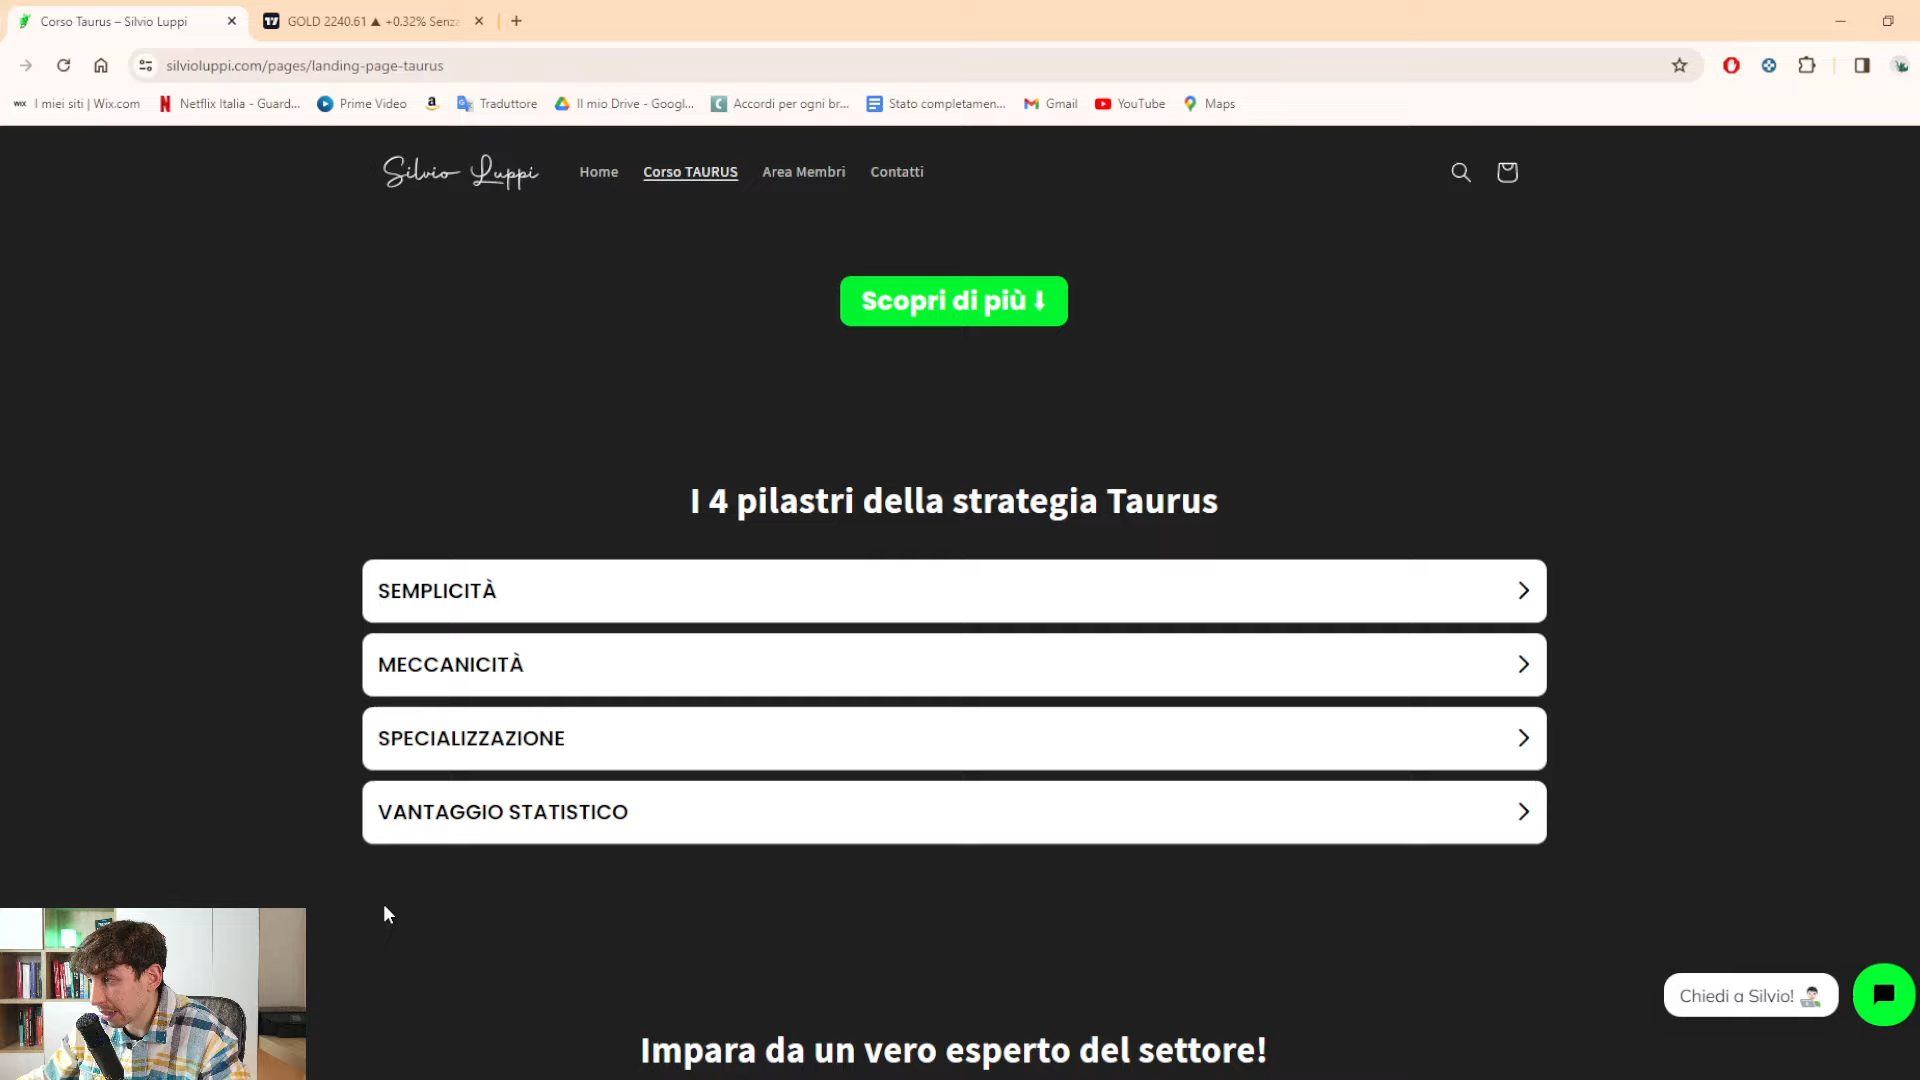 Corso Taurus – Silvio Luppi
GOLD 2240.61 ▲ +0.32% Senza
silvioluppi.com/pages/landing-page-taurus
WIX I miei siti | Wix.com
Netflix Italia - Guard...
Prime Video
Traduttore
Il mio Drive - Googl...
Accordi per ogni br...
Stato completamen...
Gmail
YouTube
Maps
Silvio Luppi
Home
Corso TAURUS
Area Membri
Contatti
Scopri di più ⬇
I 4 pilastri della strategia Taurus
SEMPLICITÀ
MECCANICITÀ
SPECIALIZZAZIONE
VANTAGGIO STATISTICO
Chiedi a Silvio! 👨🏻‍💻
Impara da un vero esperto del settore!